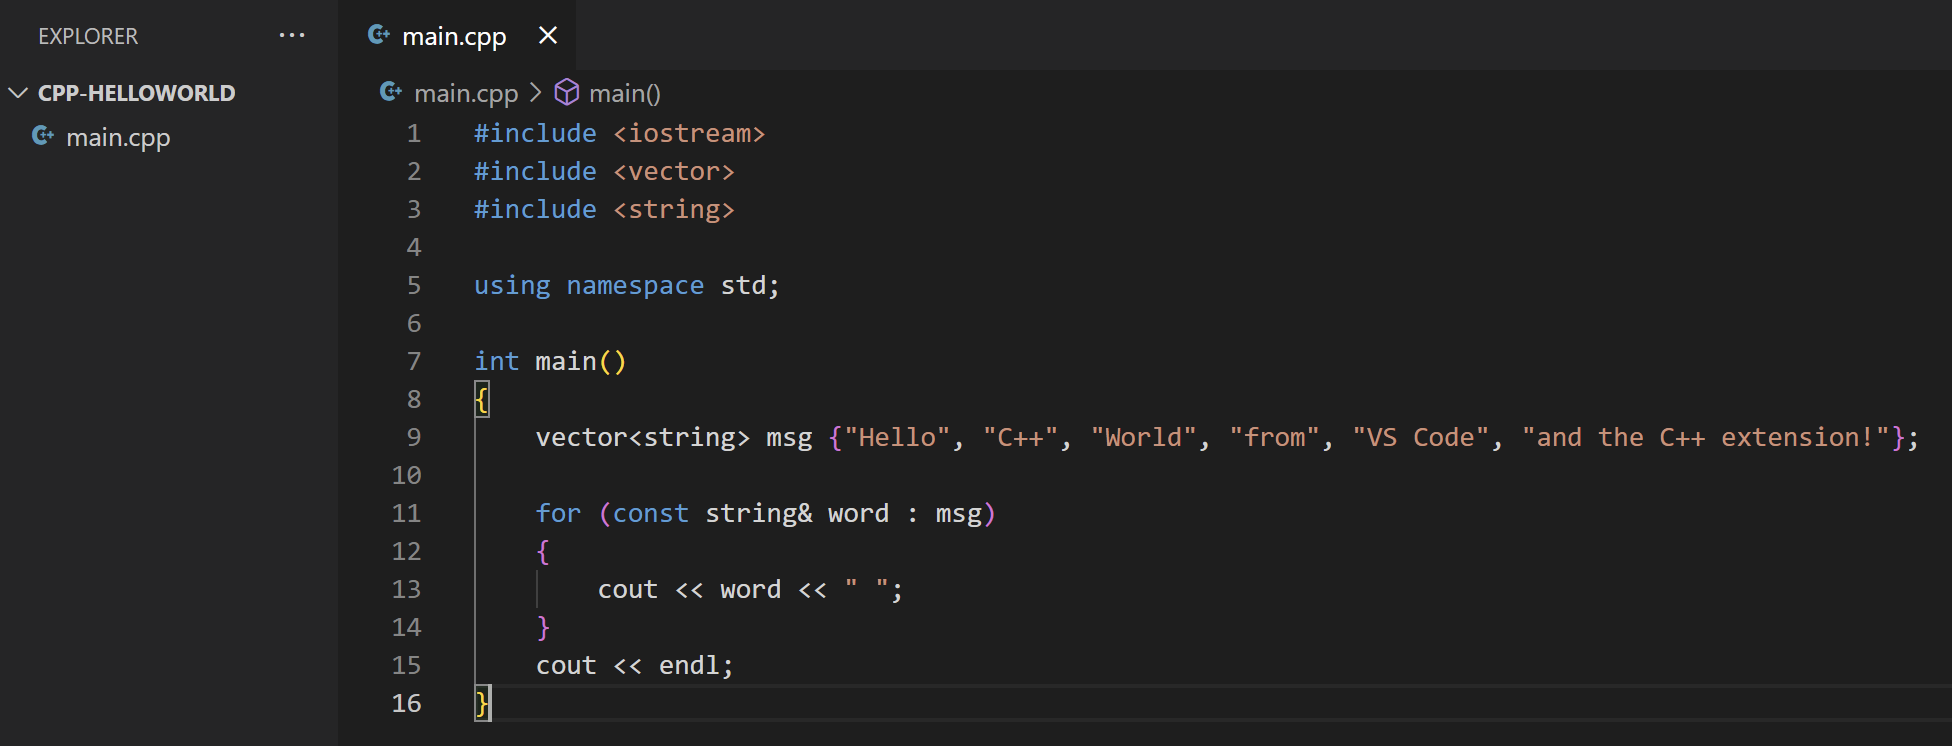 EXPLORER ···
CPP-HELLOWORLD
main.cpp
main.cpp
main.cpp > main()
1 #include <iostream>
2 #include <vector>
3 #include <string>
4
5 using namespace std;
6
7 int main()
8 {
9     vector<string> msg {"Hello", "C++", "World", "from", "VS Code", "and the C++ extension!"};
10
11     for (const string& word : msg)
12     {
13         cout << word << " ";
14     }
15     cout << endl;
16 }